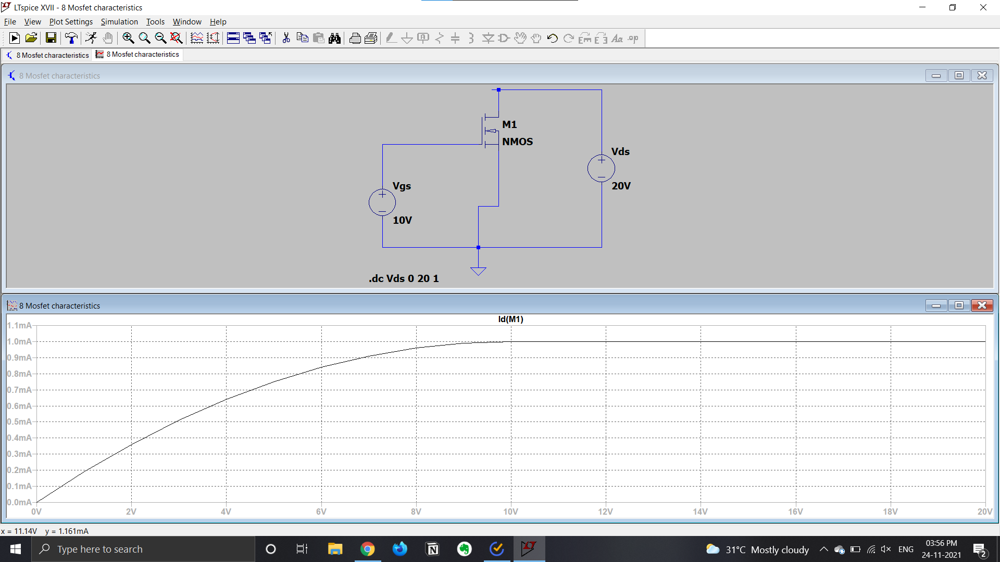 LTspice XVII - 8 Mosfet characteristics
File View Plot Settings Simulation Tools Window Help
8 Mosfet characteristics 8 Mosfet characteristics
8 Mosfet characteristics
M1
NMOS
Vds
20V
Vgs
10V
.dc Vds 0 20 1
8 Mosfet characteristics
Id(M1)
1.1mA
1.0mA
0.9mA
0.8mA
0.7mA
0.6mA
0.5mA
0.4mA
0.3mA
0.2mA
0.1mA
0.0mA
0V 2V 4V 6V 8V 10V 12V 14V 16V 18V 20V
x = 11.14V y = 1.161mA
Type here to search
31°C Mostly cloudy
ENG
03:56 PM
24-11-2021
2